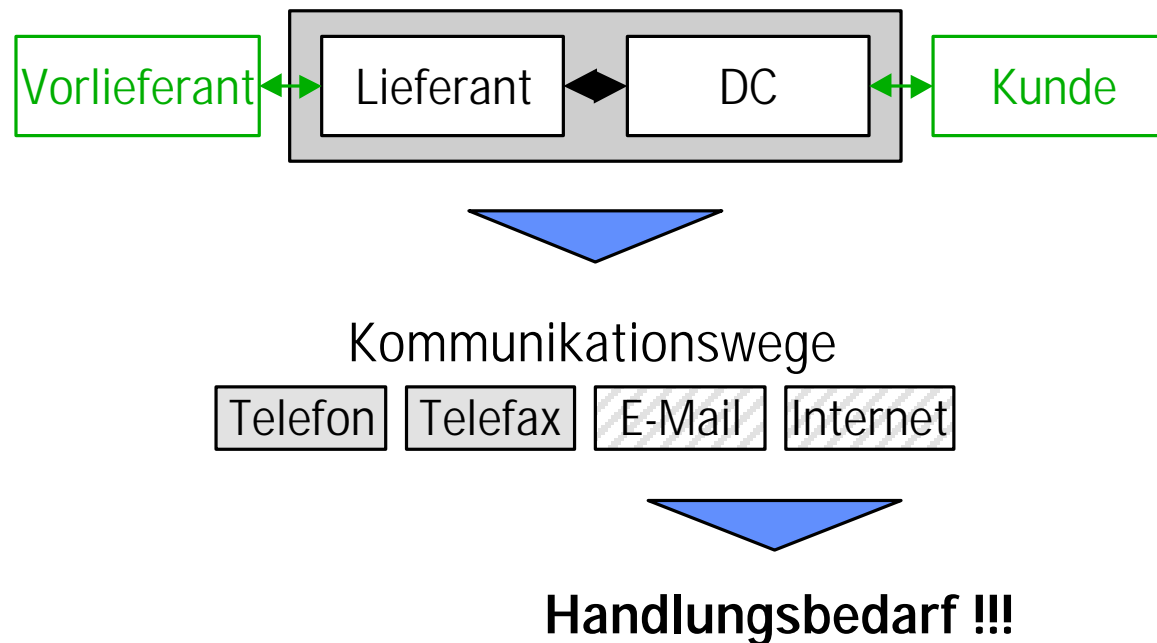 Vorlieferant Lieferant DC Kunde
Kommunikationswege
Telefon Telefax E-Mail Internet
Handlungsbedarf !!!